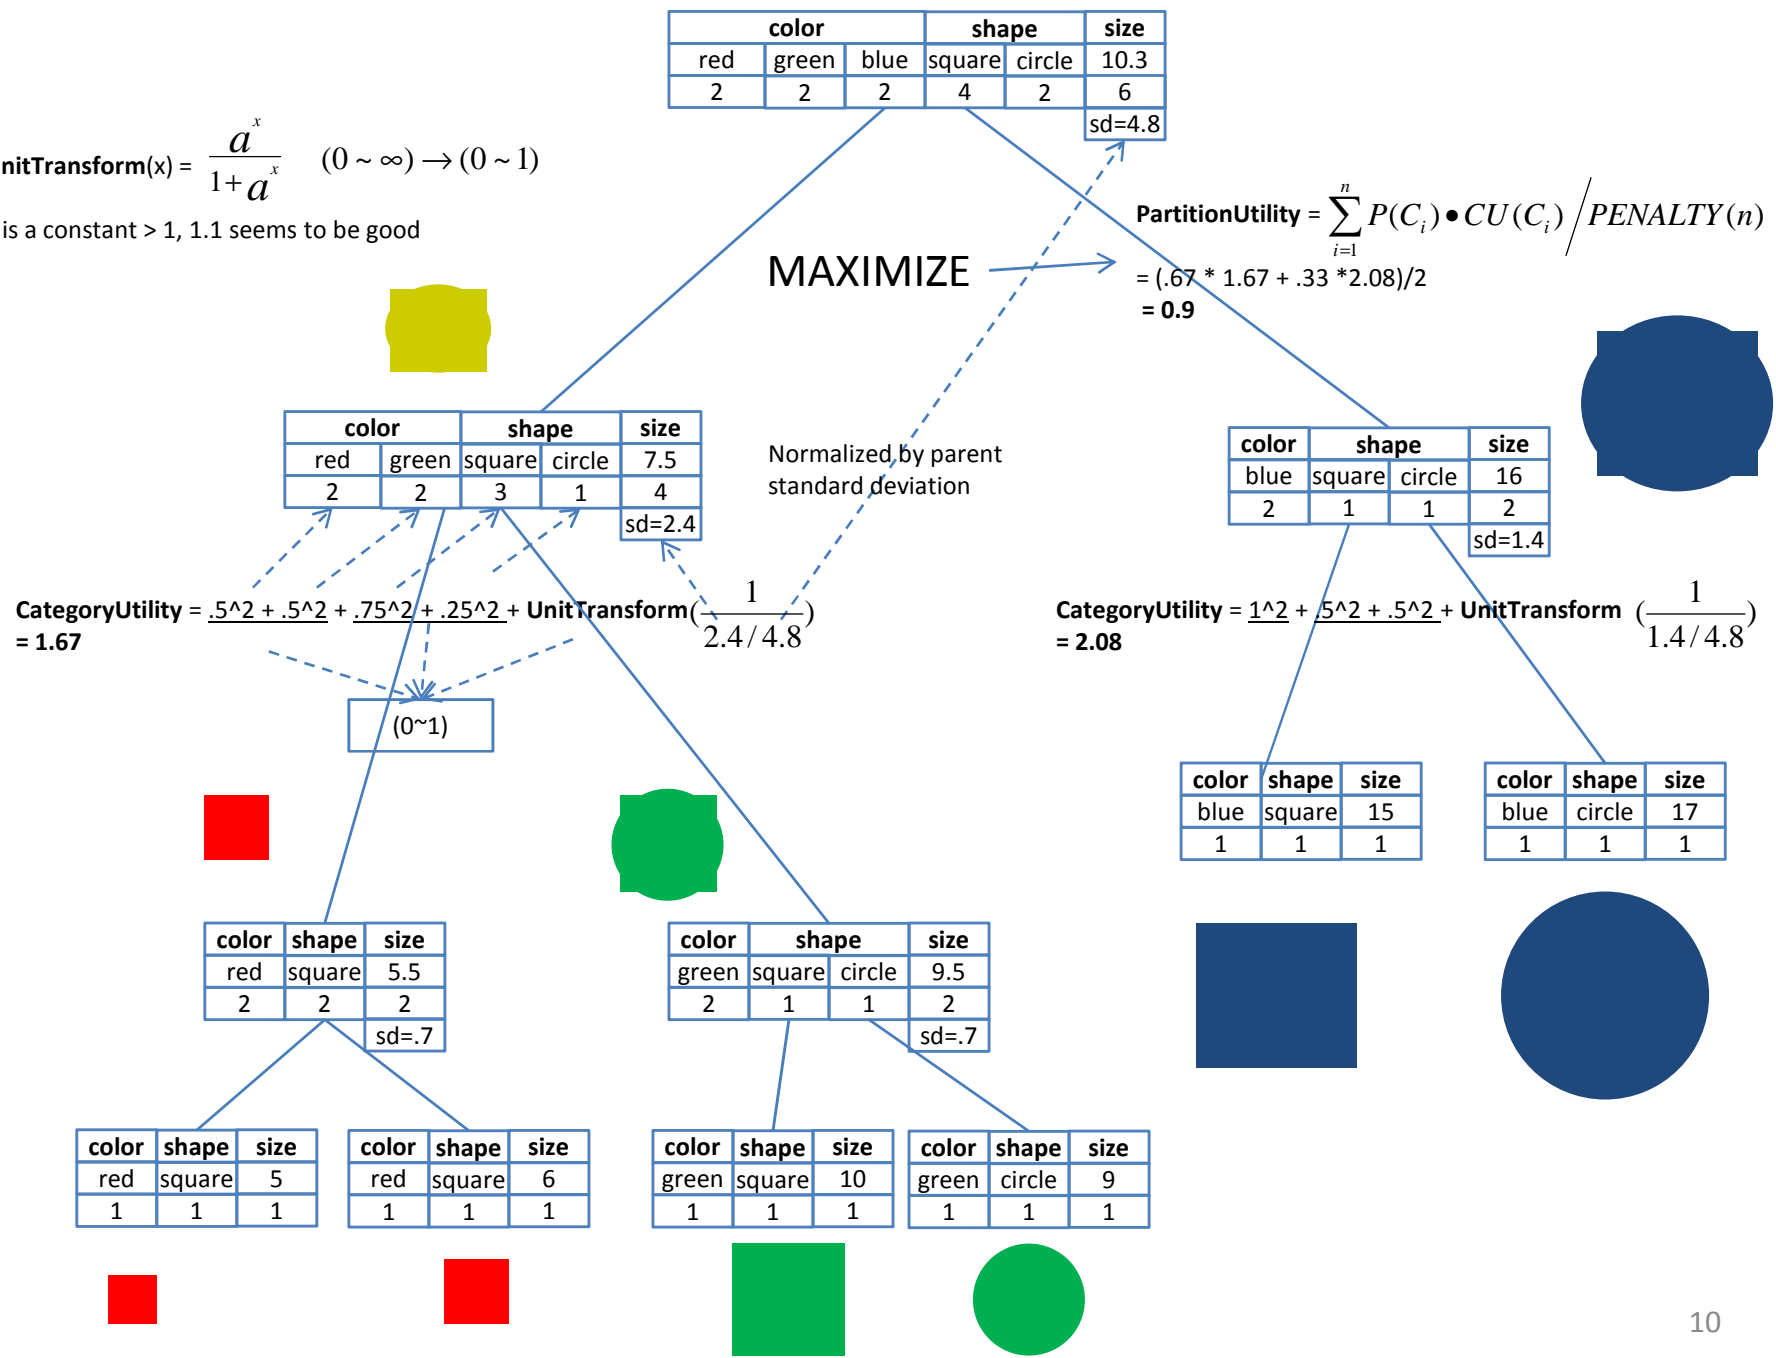 color shape size
red green blue square circle 10.3
2 2 2 4 2 6
sd=4.8
nitTransform(x) = a^x / 1+a^x (0 ~ ∞) → (0 ~ 1)
is a constant > 1, 1.1 seems to be good
PartitionUtility = ∑_{i=1}^{n} P(C_i) • CU(C_i) / PENALTY(n)
= (.67 * 1.67 + .33 *2.08)/2
= 0.9
MAXIMIZE
color shape size
red green square circle 7.5
2 2 3 1 4
sd=2.4
Normalized by parent
standard deviation
color shape size
blue square circle 16
2 1 1 2
sd=1.4
CategoryUtility = .5^2 + .5^2 + .75^2 + .25^2 + UnitTransform(1 / 2.4/4.8)
= 1.67
CategoryUtility = 1^2 + .5^2 + .5^2 + UnitTransform (1 / 1.4/4.8)
= 2.08
(0~1)
color shape size
blue square 15
1 1 1
color shape size
blue circle 17
1 1 1
color shape size
red square 5.5
2 2 2
sd=.7
color shape size
green square circle 9.5
2 1 1 2
sd=.7
color shape size
red square 5
1 1 1
color shape size
red square 6
1 1 1
color shape size
green square 10
1 1 1
color shape size
green circle 9
1 1 1
10